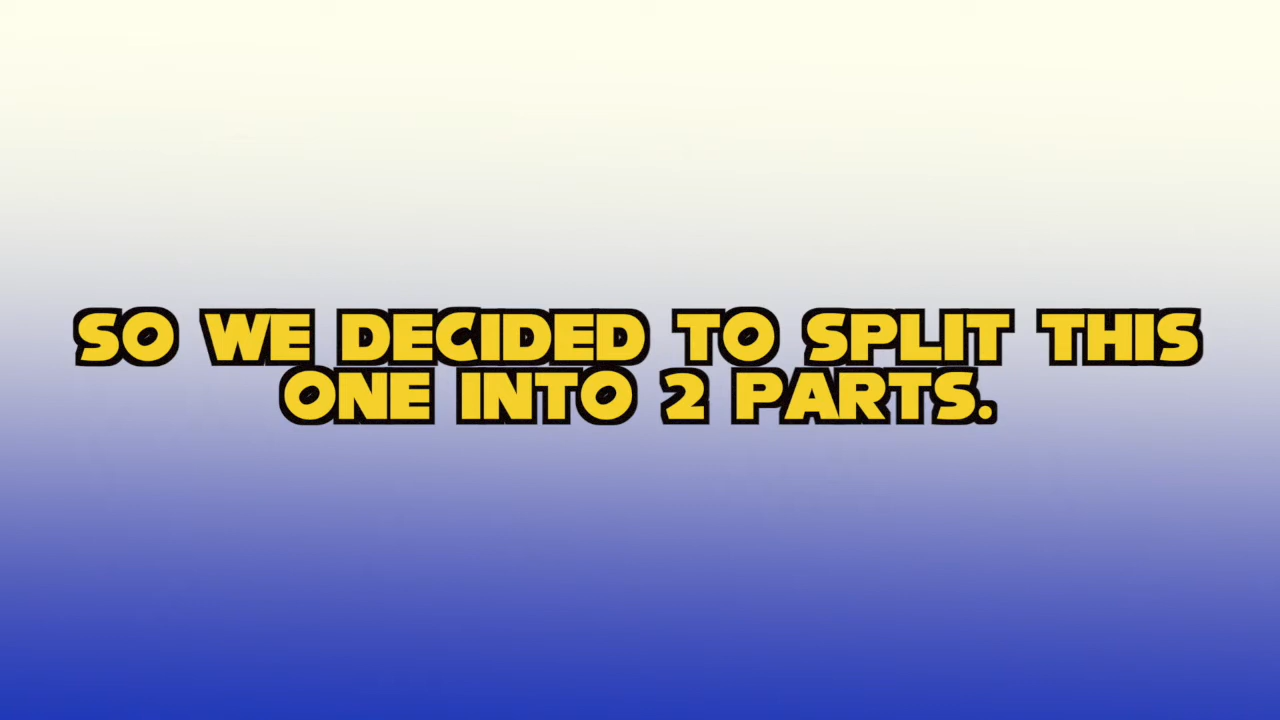 SO WE DECIDED TO SPLIT THIS
ONE INTO 2 PARTS.